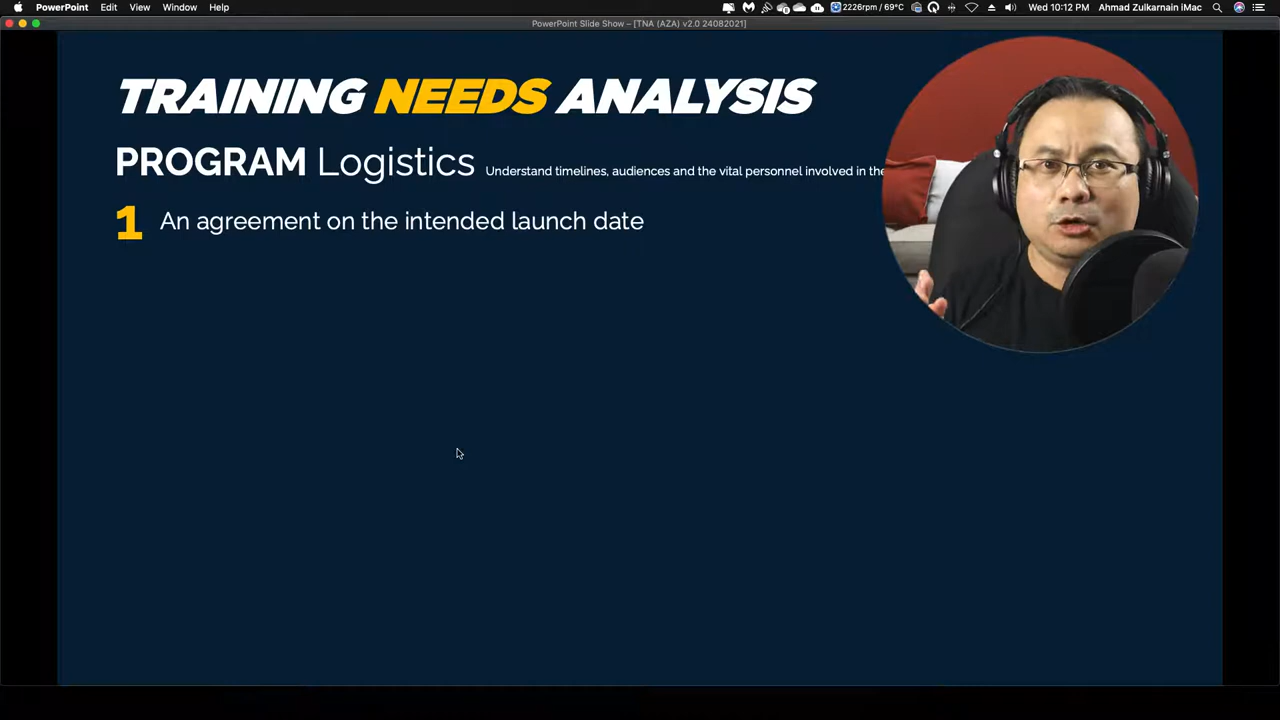 PowerPoint Edit View Window Help 2226rpm / 69°C Wed 10:12 PM Ahmad Zulkarnain iMac
PowerPoint Slide Show – [TNA (AZA) v2.0 24082021]
TRAINING NEEDS ANALYSIS
PROGRAM Logistics Understand timelines, audiences and the vital personnel involved in the
1 An agreement on the intended launch date